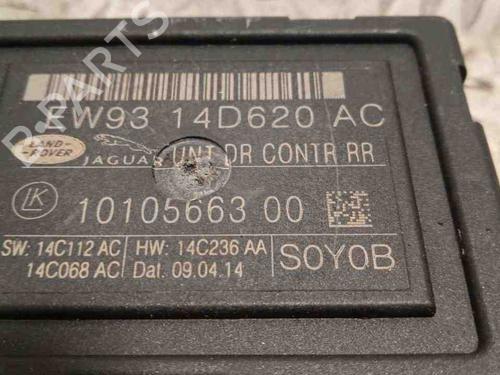 B-PARTS
EW93 14D620 AC
LAND-ROVER
JAGUAR UNT DR CONTR RR
LK 10105663 00
SW: 14C112 AC HW: 14C236 AA SOYOB
14C068 AC Dat. 09.04.14